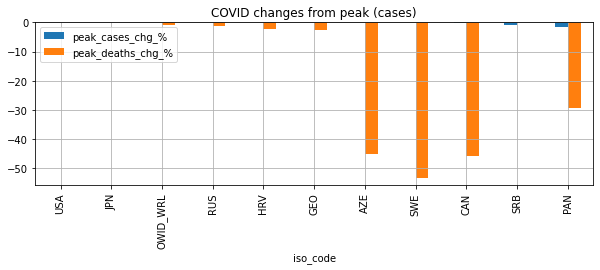 COVID changes from peak (cases)
peak_cases_chg_%
peak_deaths_chg_%
0
−10
−20
−30
−40
−50
USA
JPN
OWID_WRL
RUS
HRV
GEO
AZE
SWE
CAN
SRB
PAN
iso_code